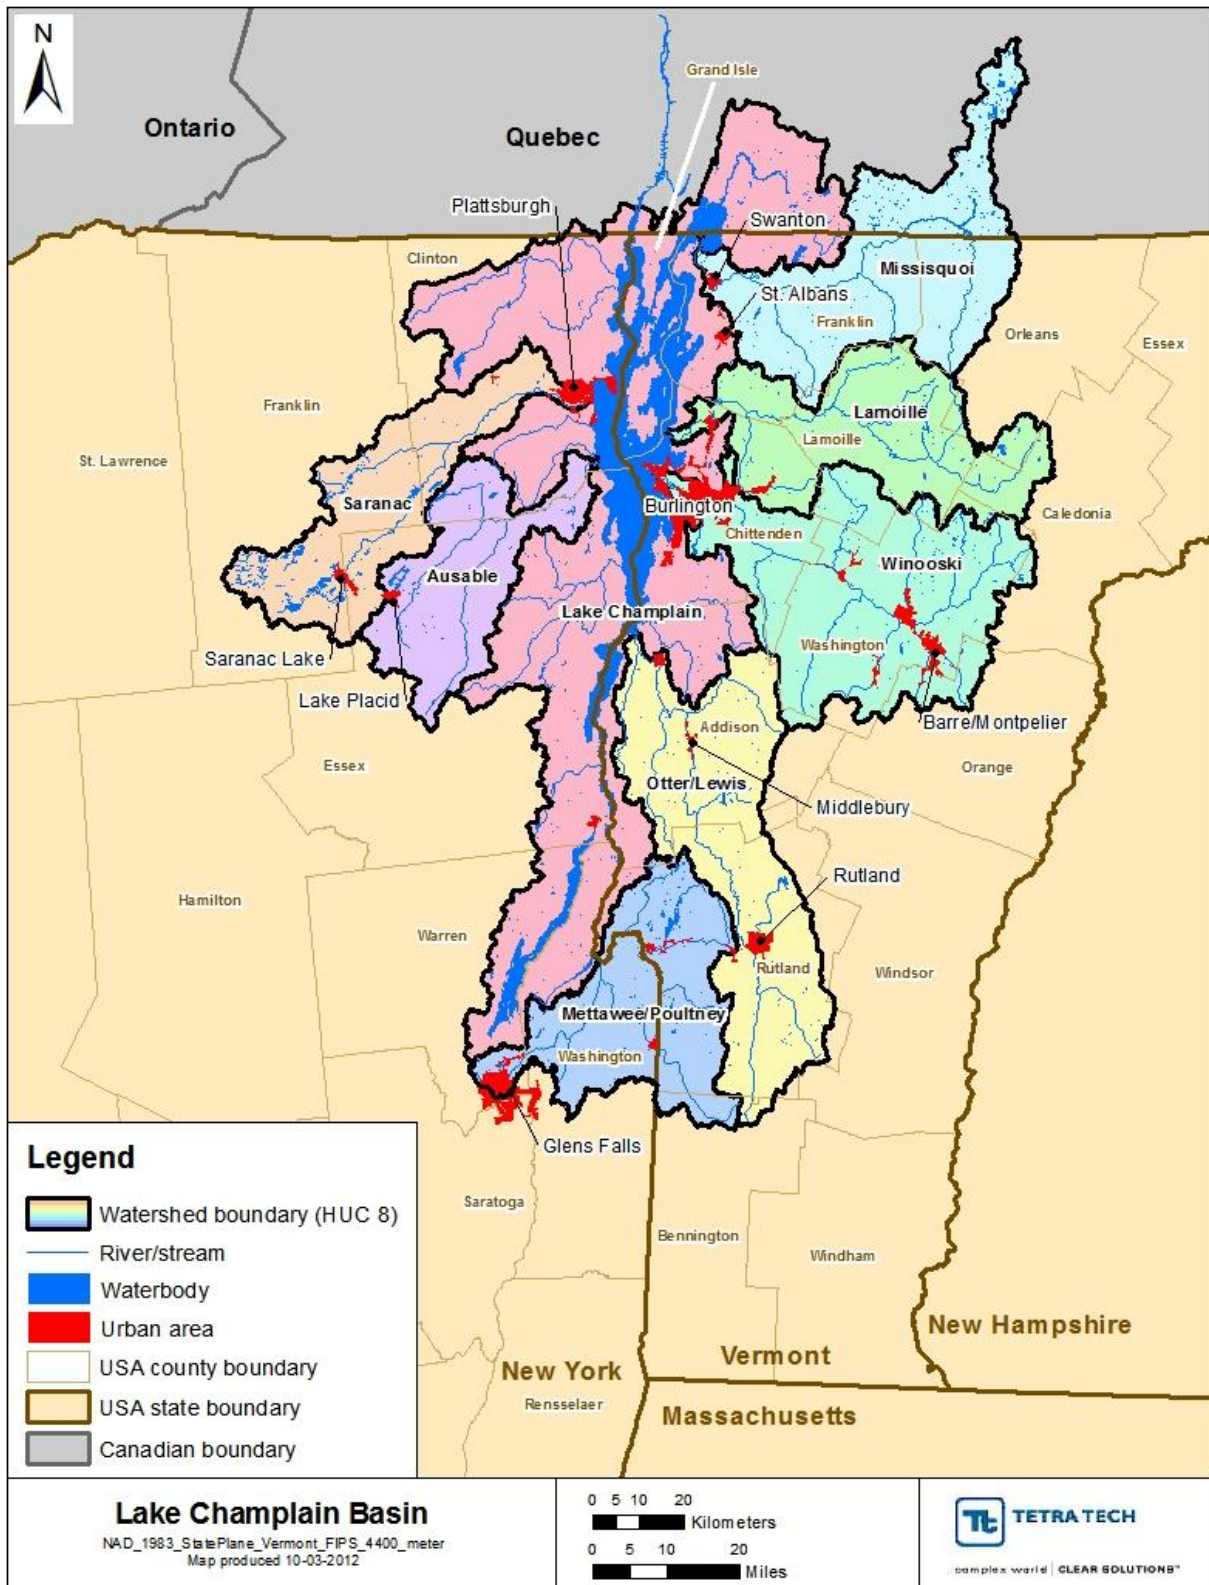 N
Grand Isle
Ontario
Quebec
Plattsburgh
Swanton
Clinton
Missisquoi
St. Albans
Franklin
Orleans
Essex
Franklin
Lamoille
Lamoille
St. Lawrence
Saranac
Burlington
Caledonia
Chittenden
Winooski
Ausable
Lake Champlain
Washington
Saranac Lake
Lake Placid
Barre/Montpelier
Addison
Essex
Orange
Otter/Lewis
Middlebury
Rutland
Hamilton
Warren
Rutland
Windsor
Mettawee/Poultney
Washington
Glens Falls
Legend
Watershed boundary (HUC 8)
River/stream
Waterbody
Urban area
USA county boundary
USA state boundary
Canadian boundary
Saratoga
Bennington
Windham
New Hampshire
Vermont
New York
Rensselaer
Massachusetts
Lake Champlain Basin
NAD_1983_StatePlane_Vermont_FIPS_4400_meter
Map produced 10-03-2012
0 5 10 20
Kilometers
0 5 10 20
Miles
Tt TETRA TECH
complex world | CLEAR SOLUTIONS™